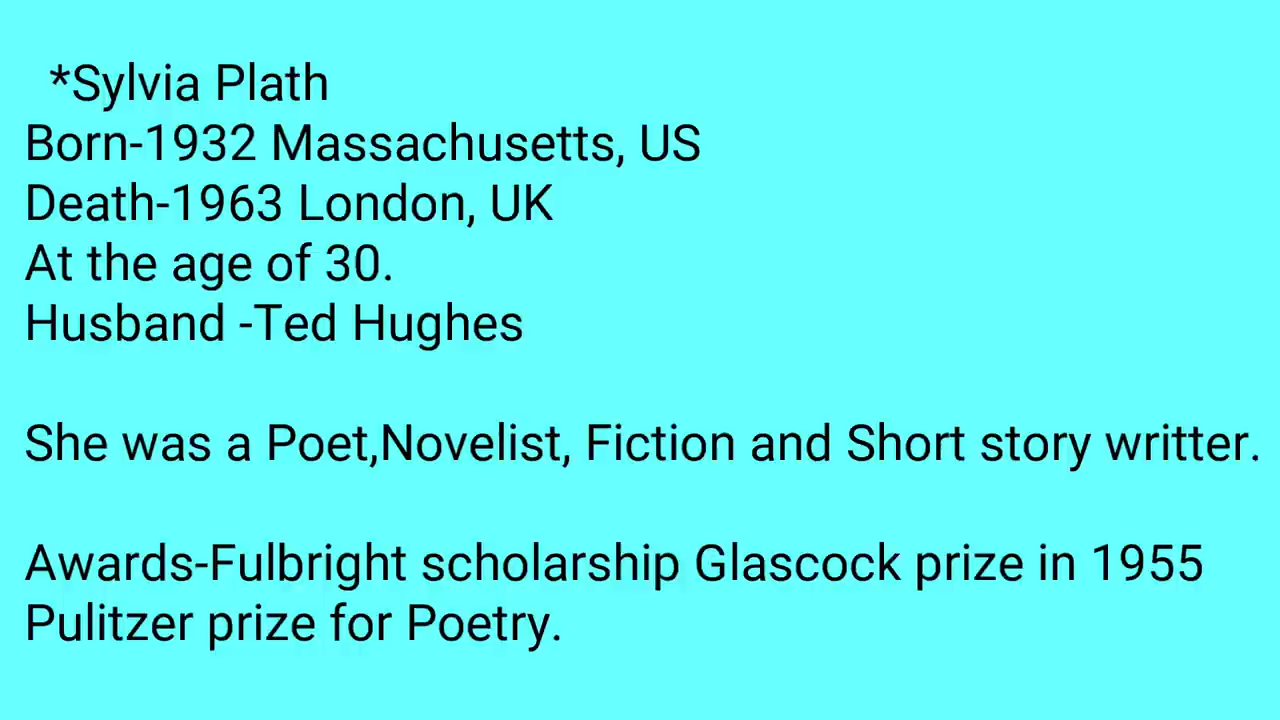 *Sylvia Plath
Born-1932 Massachusetts, US
Death-1963 London, UK
At the age of 30.
Husband -Ted Hughes
She was a Poet,Novelist, Fiction and Short story writter.
Awards-Fulbright scholarship Glascock prize in 1955
Pulitzer prize for Poetry.